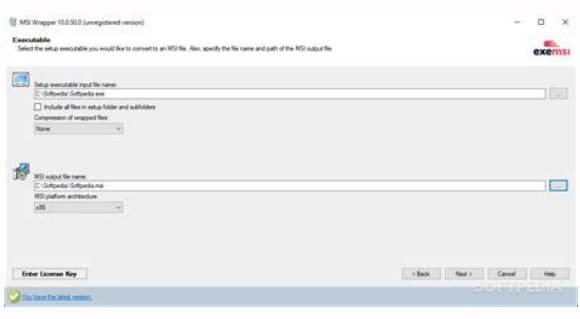 MSI Wrapper 10.0.50.0 (unregistered version)
Executable
Select the setup executable you would like to convert to an MSI file. Also, specify the file name and path of the MSI output file.
exemsi
Setup executable input file name:
C:\Softpedia\Softpedia.exe
...
Include all files in setup folder and subfolders
Compression of wrapped files:
None
MSI output file name:
C:\Softpedia\Softpedia.msi
...
MSI platform architecture
x86
Enter License Key
< Back
Next >
Cancel
Help
SOFTPEDIA
You have the latest version.